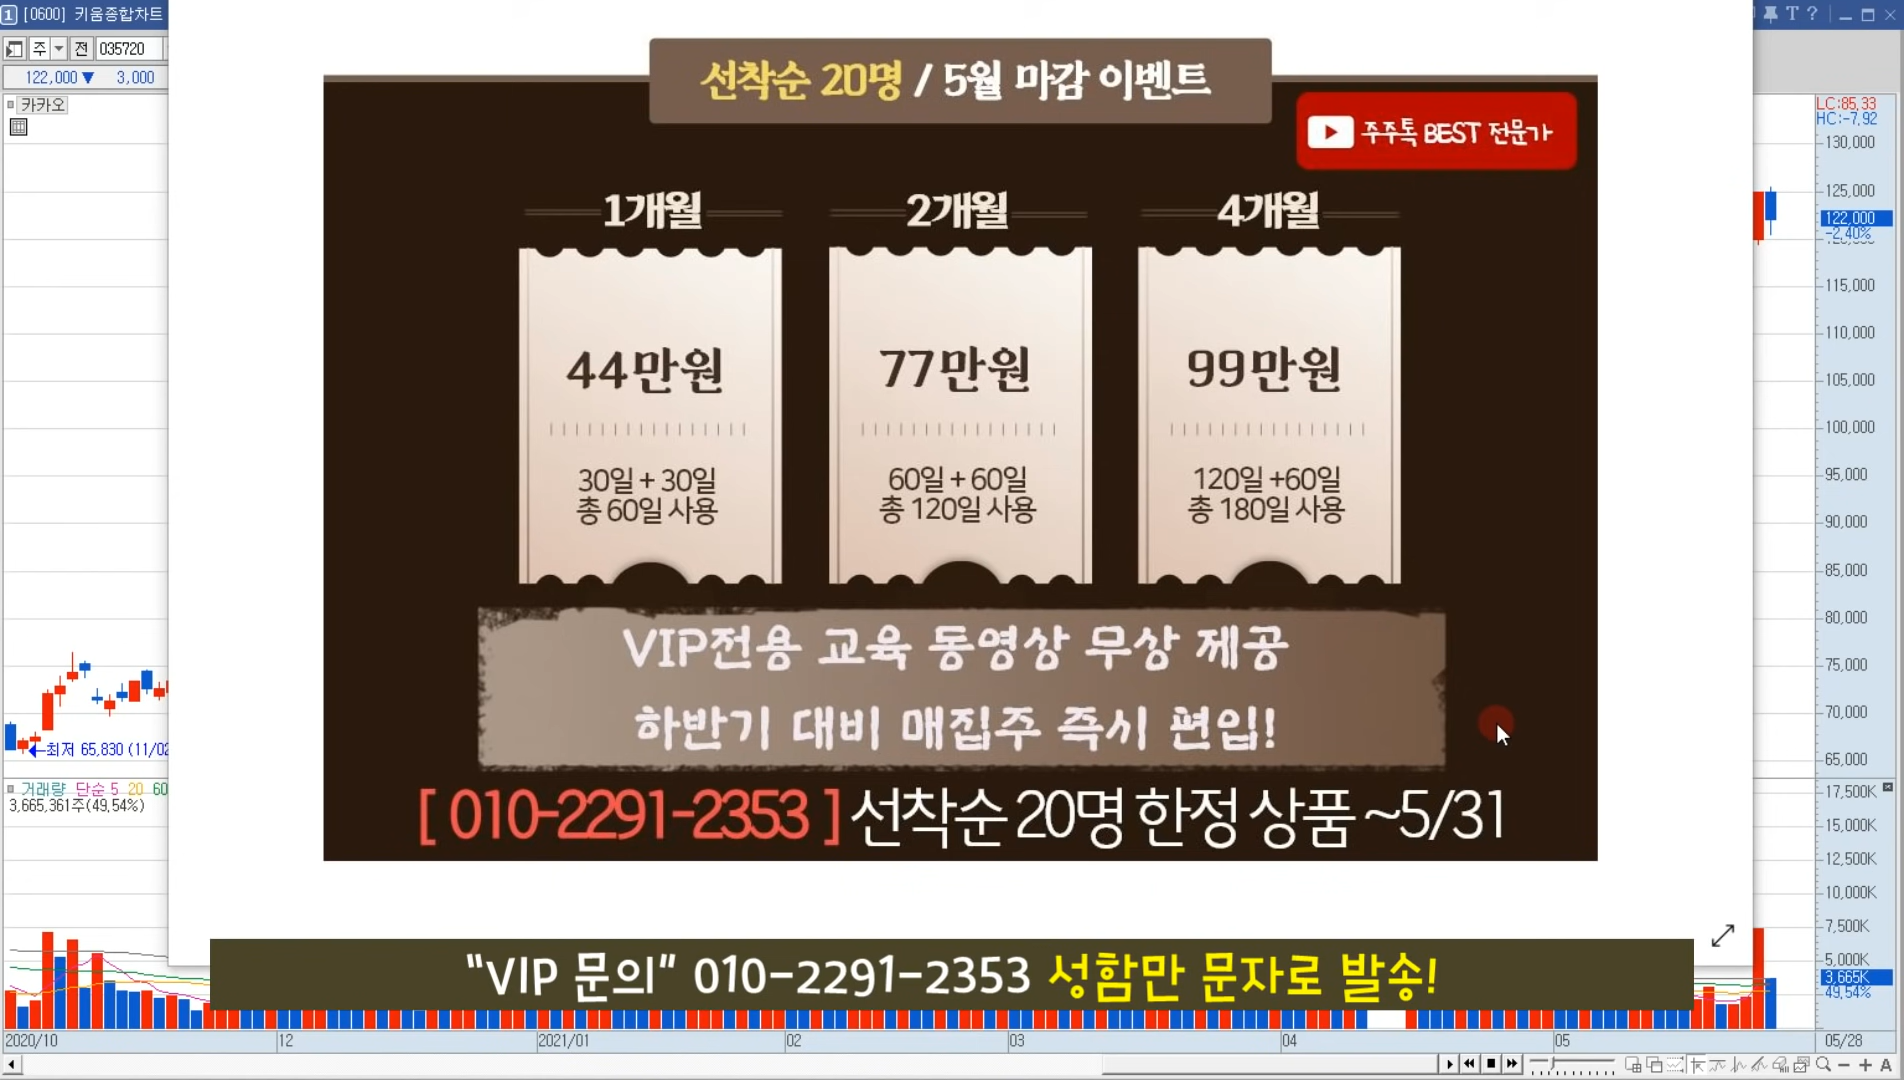 1 [0600] 키움종합차트
T ?
주 전 035720
122,000 ▼ 3,000
카카오
LC:85,33
HC:-7,92
선착순 20명 / 5월 마감 이벤트
주주톡 BEST 전문가
1개월 2개월 4개월
44만원 77만원 99만원
30일 + 30일 60일 + 60일 120일 +60일
총 60일 사용 총 120일 사용 총 180일 사용
VIP전용 교육 동영상 무상 제공
하반기 대비 매집주 즉시 편입!
[ 010-2291-2353 ] 선착순 20명 한정 상품 ~5/31
"VIP 문의" 010-2291-2353 성함만 문자로 발송!
130,000
125,000
122,000
-2,40%
115,000
110,000
105,000
100,000
95,000
90,000
85,000
80,000
75,000
70,000
65,000
최저 65,830 (11/02
거래량 단순 5 20 60
3,665,361주(49,54%)
17,500K
15,000K
12,500K
10,000K
7,500K
5,000K
3,665K
49,54%
2020/10 12 2021/01 02 03 04 05 05/28
A